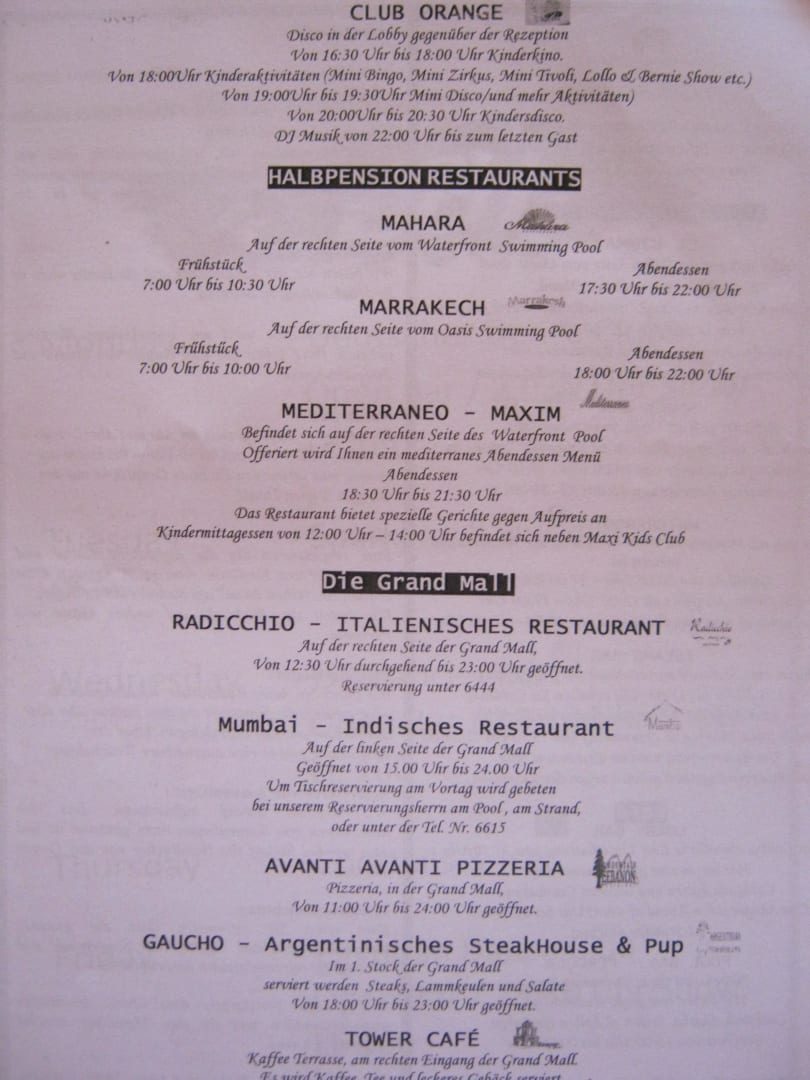 CLUB ORANGE
Disco in der Lobby gegenüber der Rezeption
Von 16:30 Uhr bis 18:00 Uhr Kinderkino.
Von 18:00Uhr Kinderaktivitäten (Mini Bingo, Mini Zirkus, Mini Tivoli, Lollo & Bernie Show etc.)
Von 19:00Uhr bis 19:30Uhr Mini Disco/und mehr Aktivitäten)
Von 20:00Uhr bis 20:30 Uhr Kindersdisco.
DJ Musik von 22:00 Uhr bis zum letzten Gast
HALBPENSION RESTAURANTS
MAHARA Mahara
Auf der rechten Seite vom Waterfront Swimming Pool
Frühstück Abendessen
7:00 Uhr bis 10:30 Uhr 17:30 Uhr bis 22:00 Uhr
MARRAKECH Marrakesh
Auf der rechten Seite vom Oasis Swimming Pool
Frühstück Abendessen
7:00 Uhr bis 10:00 Uhr 18:00 Uhr bis 22:00 Uhr
MEDITERRANEO - MAXIM
Befindet sich auf der rechten Seite des Waterfront Pool
Offeriert wird Ihnen ein mediterranes Abendessen Menü
Abendessen
18:30 Uhr bis 21:30 Uhr
Das Restaurant bietet spezielle Gerichte gegen Aufpreis an
Kindermittagessen von 12:00 Uhr – 14:00 Uhr befindet sich neben Maxi Kids Club
Die Grand Mall
RADICCHIO - ITALIENISCHES RESTAURANT Radicchio
Auf der rechten Seite der Grand Mall,
Von 12:30 Uhr durchgehend bis 23:00 Uhr geöffnet.
Reservierung unter 6444
Mumbai - Indisches Restaurant
Auf der linken Seite der Grand Mall
Geöffnet von 15.00 Uhr bis 24.00 Uhr
Um Tischreservierung am Vortag wird gebeten
bei unserem Reservierungsherrn am Pool , am Strand,
oder unter der Tel. Nr. 6615
AVANTI AVANTI PIZZERIA LEBANON
Pizzeria, in der Grand Mall,
Von 11:00 Uhr bis 24:00 Uhr geöffnet.
GAUCHO - Argentinisches SteakHouse & Pup
Im 1. Stock der Grand Mall
serviert werden Steaks, Lammkeulen und Salate
Von 18:00 Uhr bis 23:00 Uhr geöffnet.
TOWER CAFÉ
Kaffee Terrasse, am rechten Eingang der Grand Mall.
Es wird Kaffee, Tee und leckeres Gebäck serviert